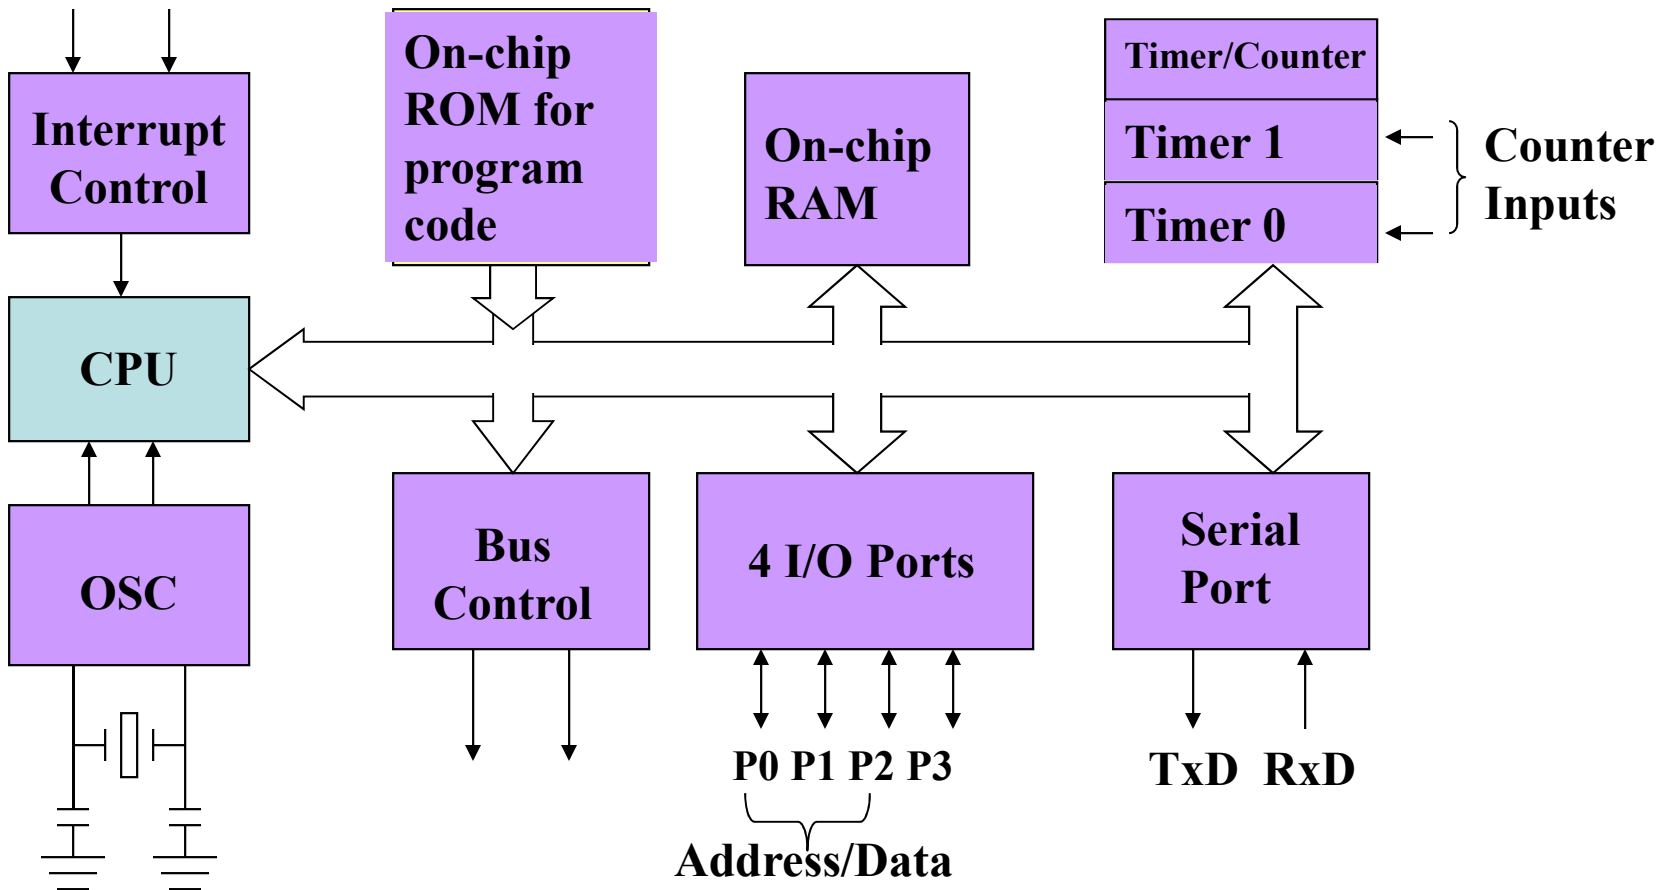 Interrupt
Control
On-chip
ROM for
program
code
On-chip
RAM
Timer/Counter
Timer 1
Timer 0
Counter
Inputs
CPU
OSC
Bus
Control
4 I/O Ports
Serial
Port
P0 P1 P2 P3
Address/Data
TxD RxD